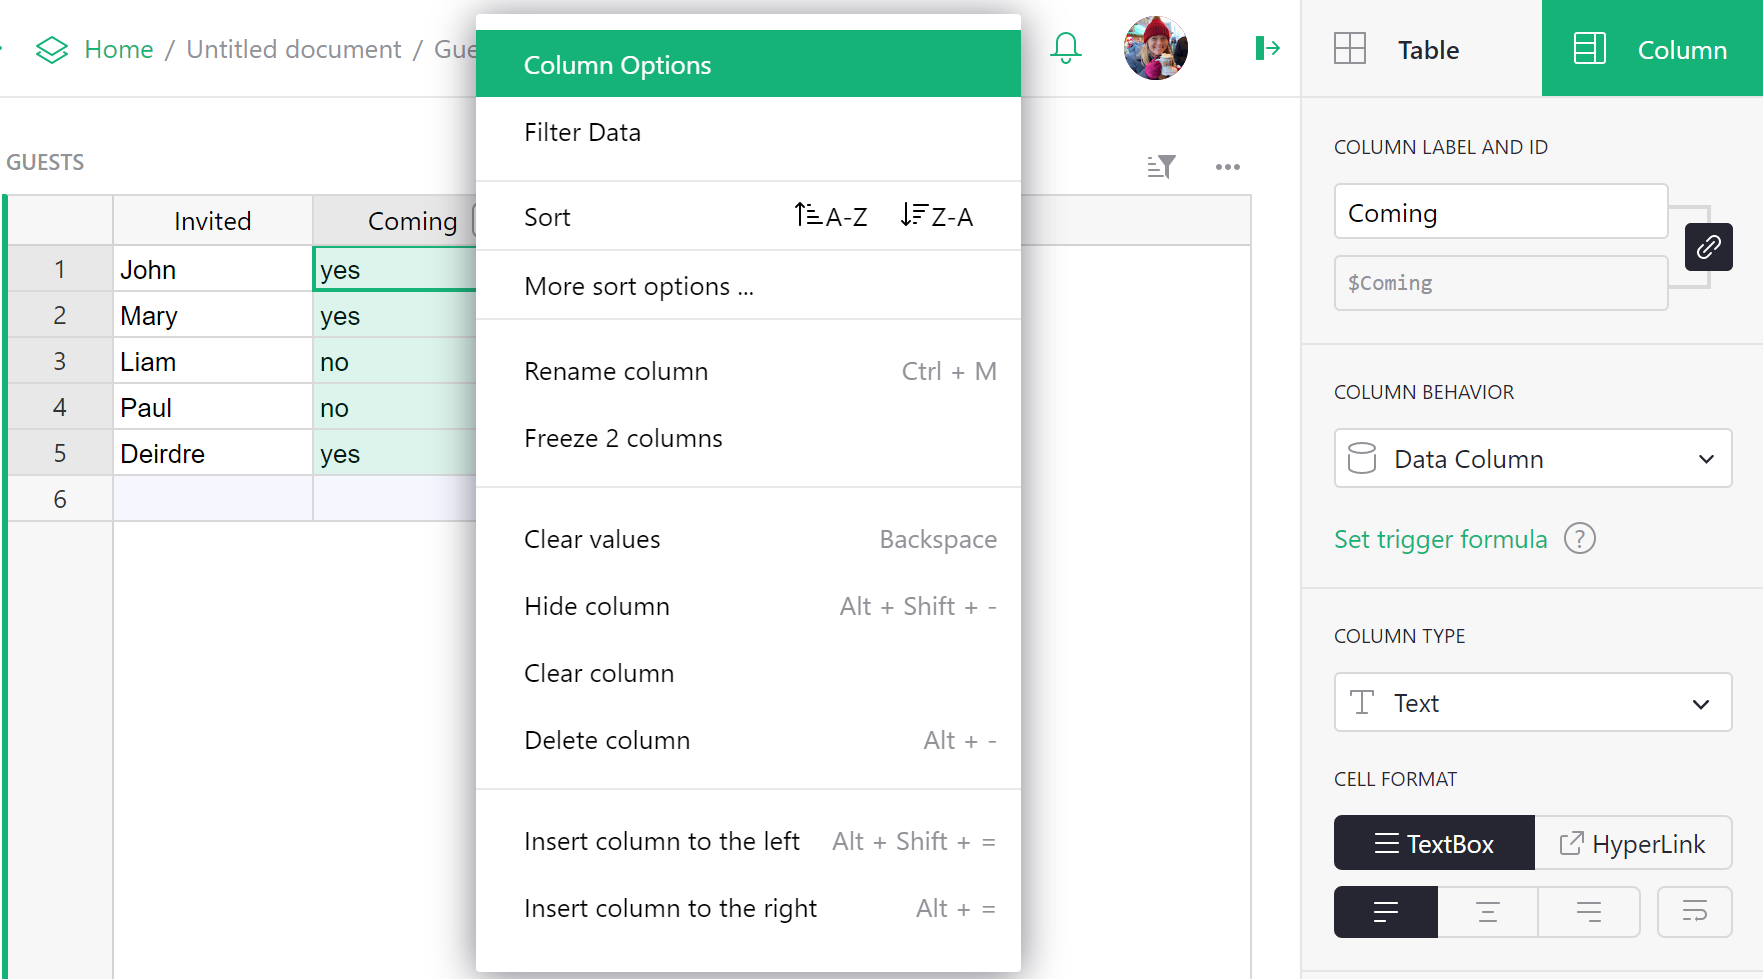 Home / Untitled document / Gue
Table
Column
GUESTS
Invited
Coming
1 John yes
2 Mary yes
3 Liam no
4 Paul no
5 Deirdre yes
6
Column Options
Filter Data
Sort A-Z Z-A
More sort options ...
Rename column Ctrl + M
Freeze 2 columns
Clear values Backspace
Hide column Alt + Shift + -
Clear column
Delete column Alt + -
Insert column to the left Alt + Shift + =
Insert column to the right Alt + =
COLUMN LABEL AND ID
Coming
$Coming
COLUMN BEHAVIOR
Data Column
Set trigger formula ?
COLUMN TYPE
Text
CELL FORMAT
TextBox HyperLink